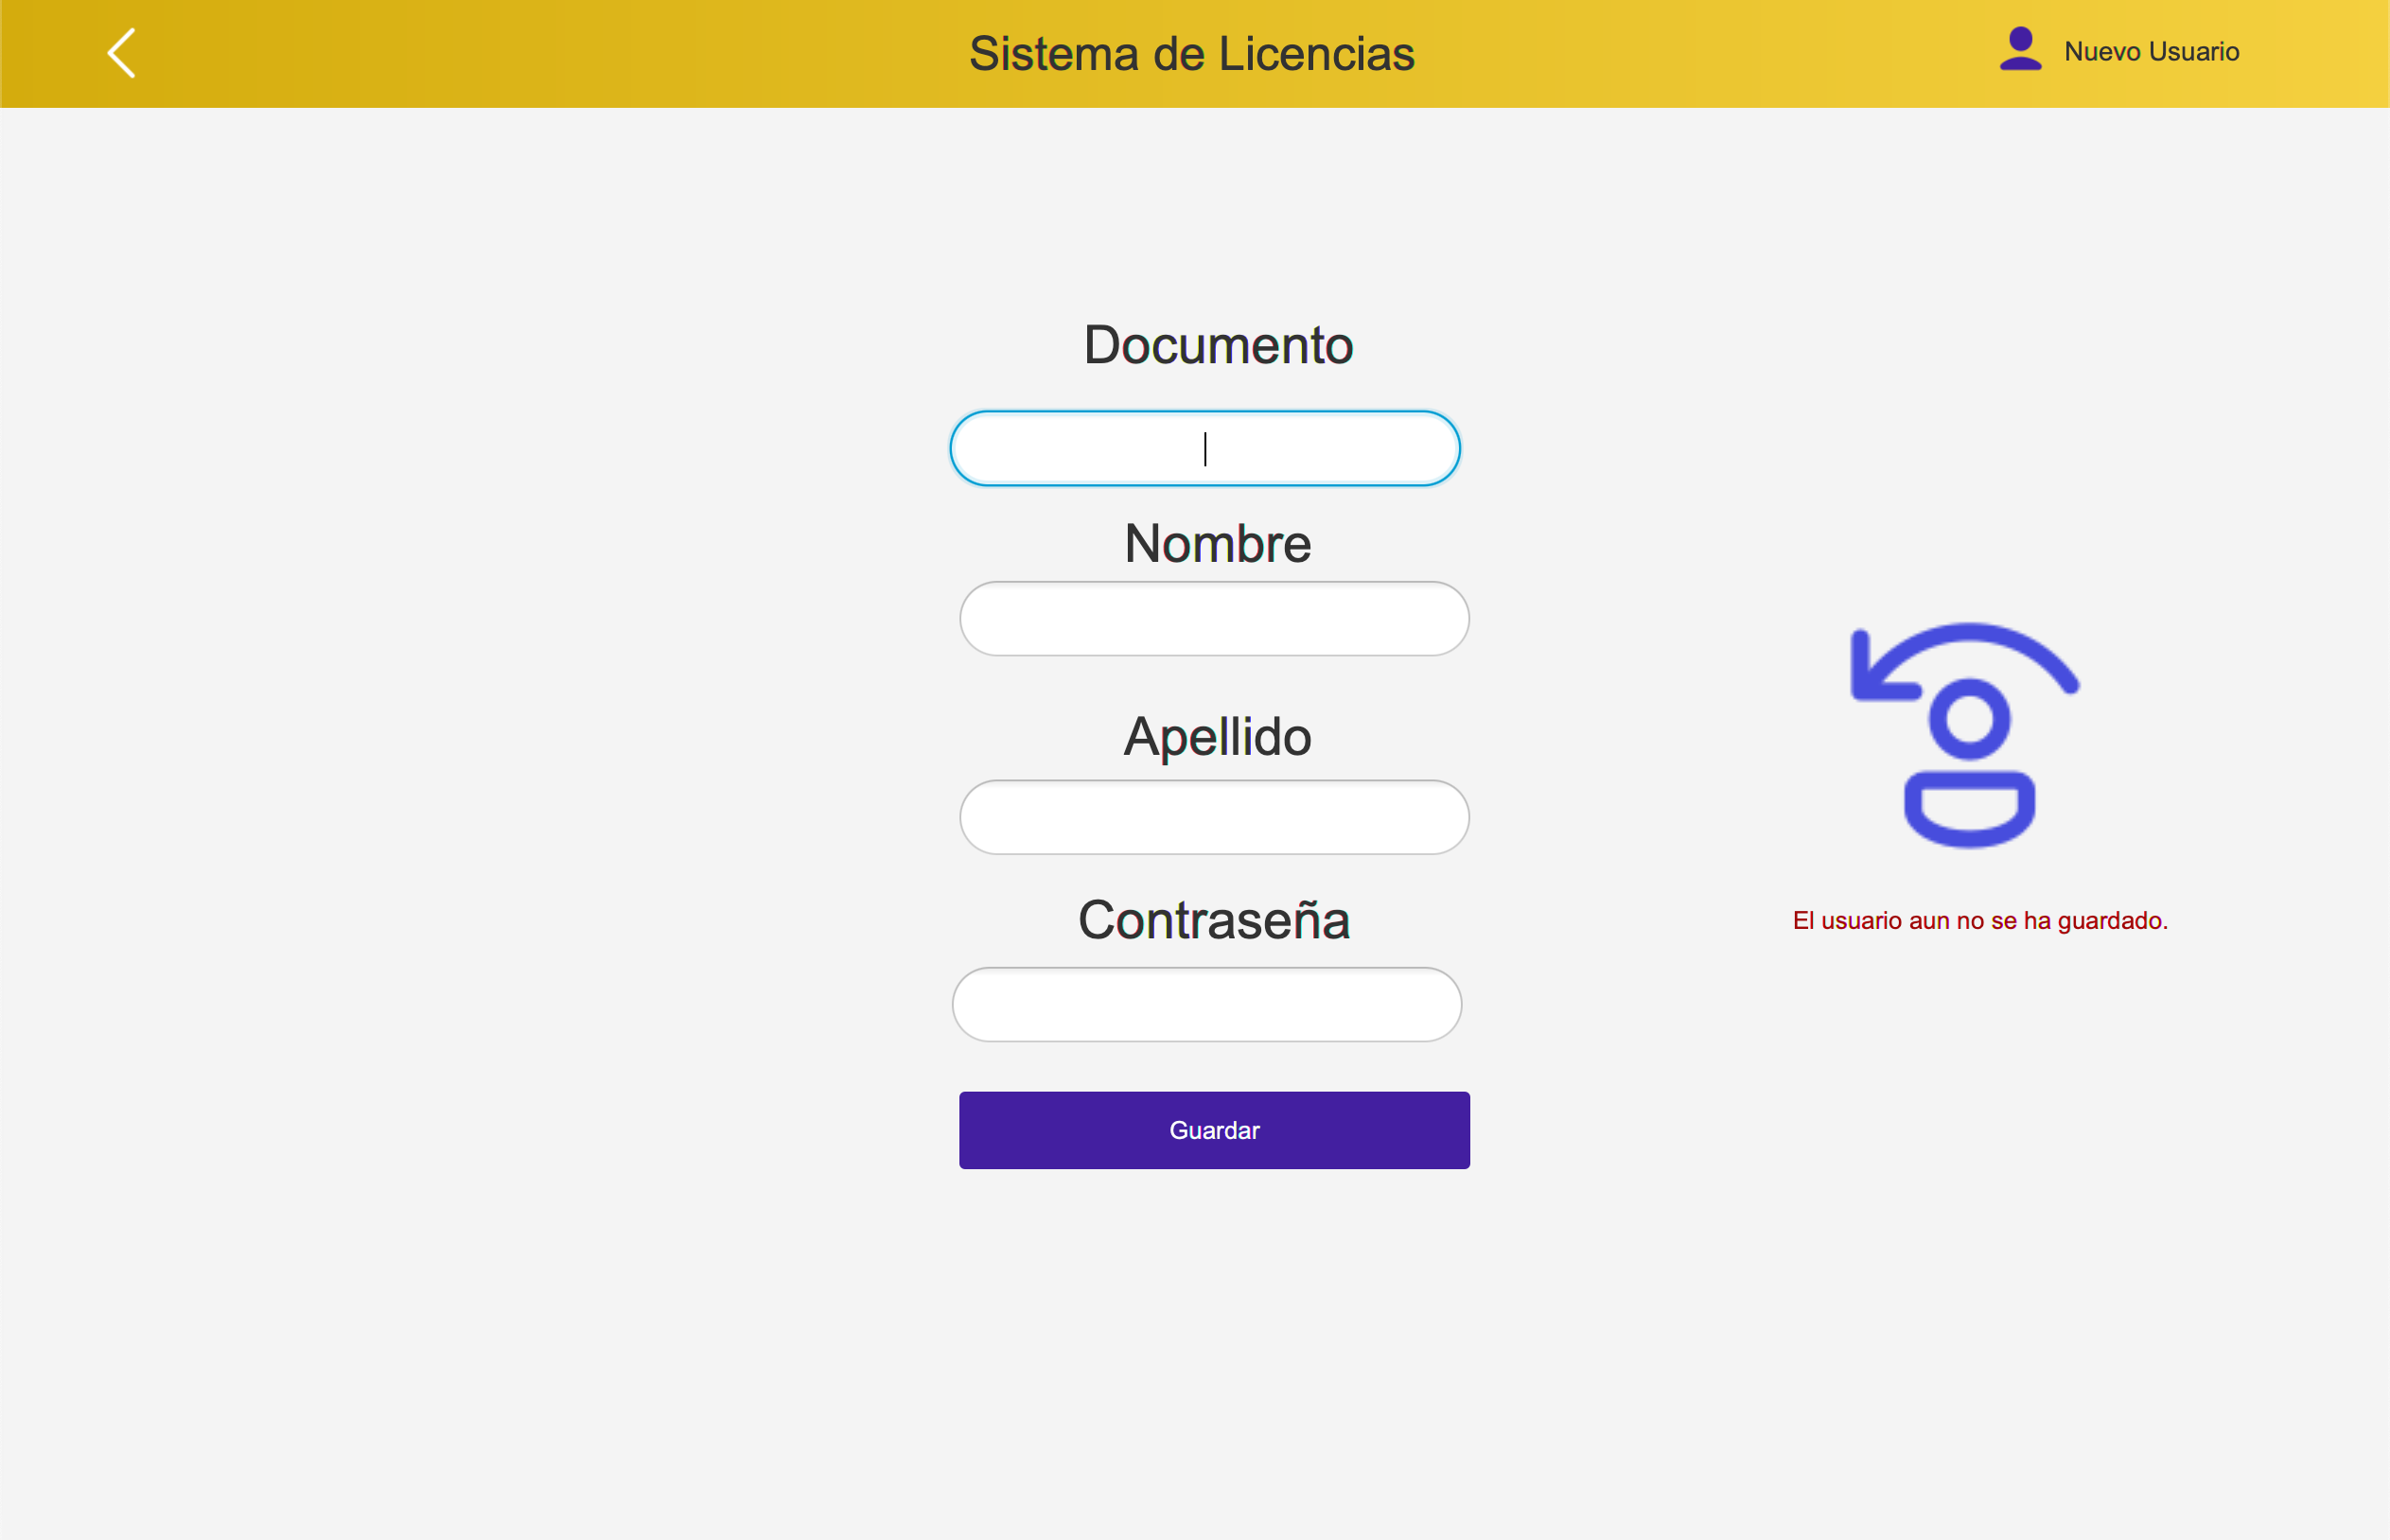 Sistema de Licencias
Nuevo Usuario
Documento
Nombre
Apellido
Contraseña
El usuario aun no se ha guardado.
Guardar